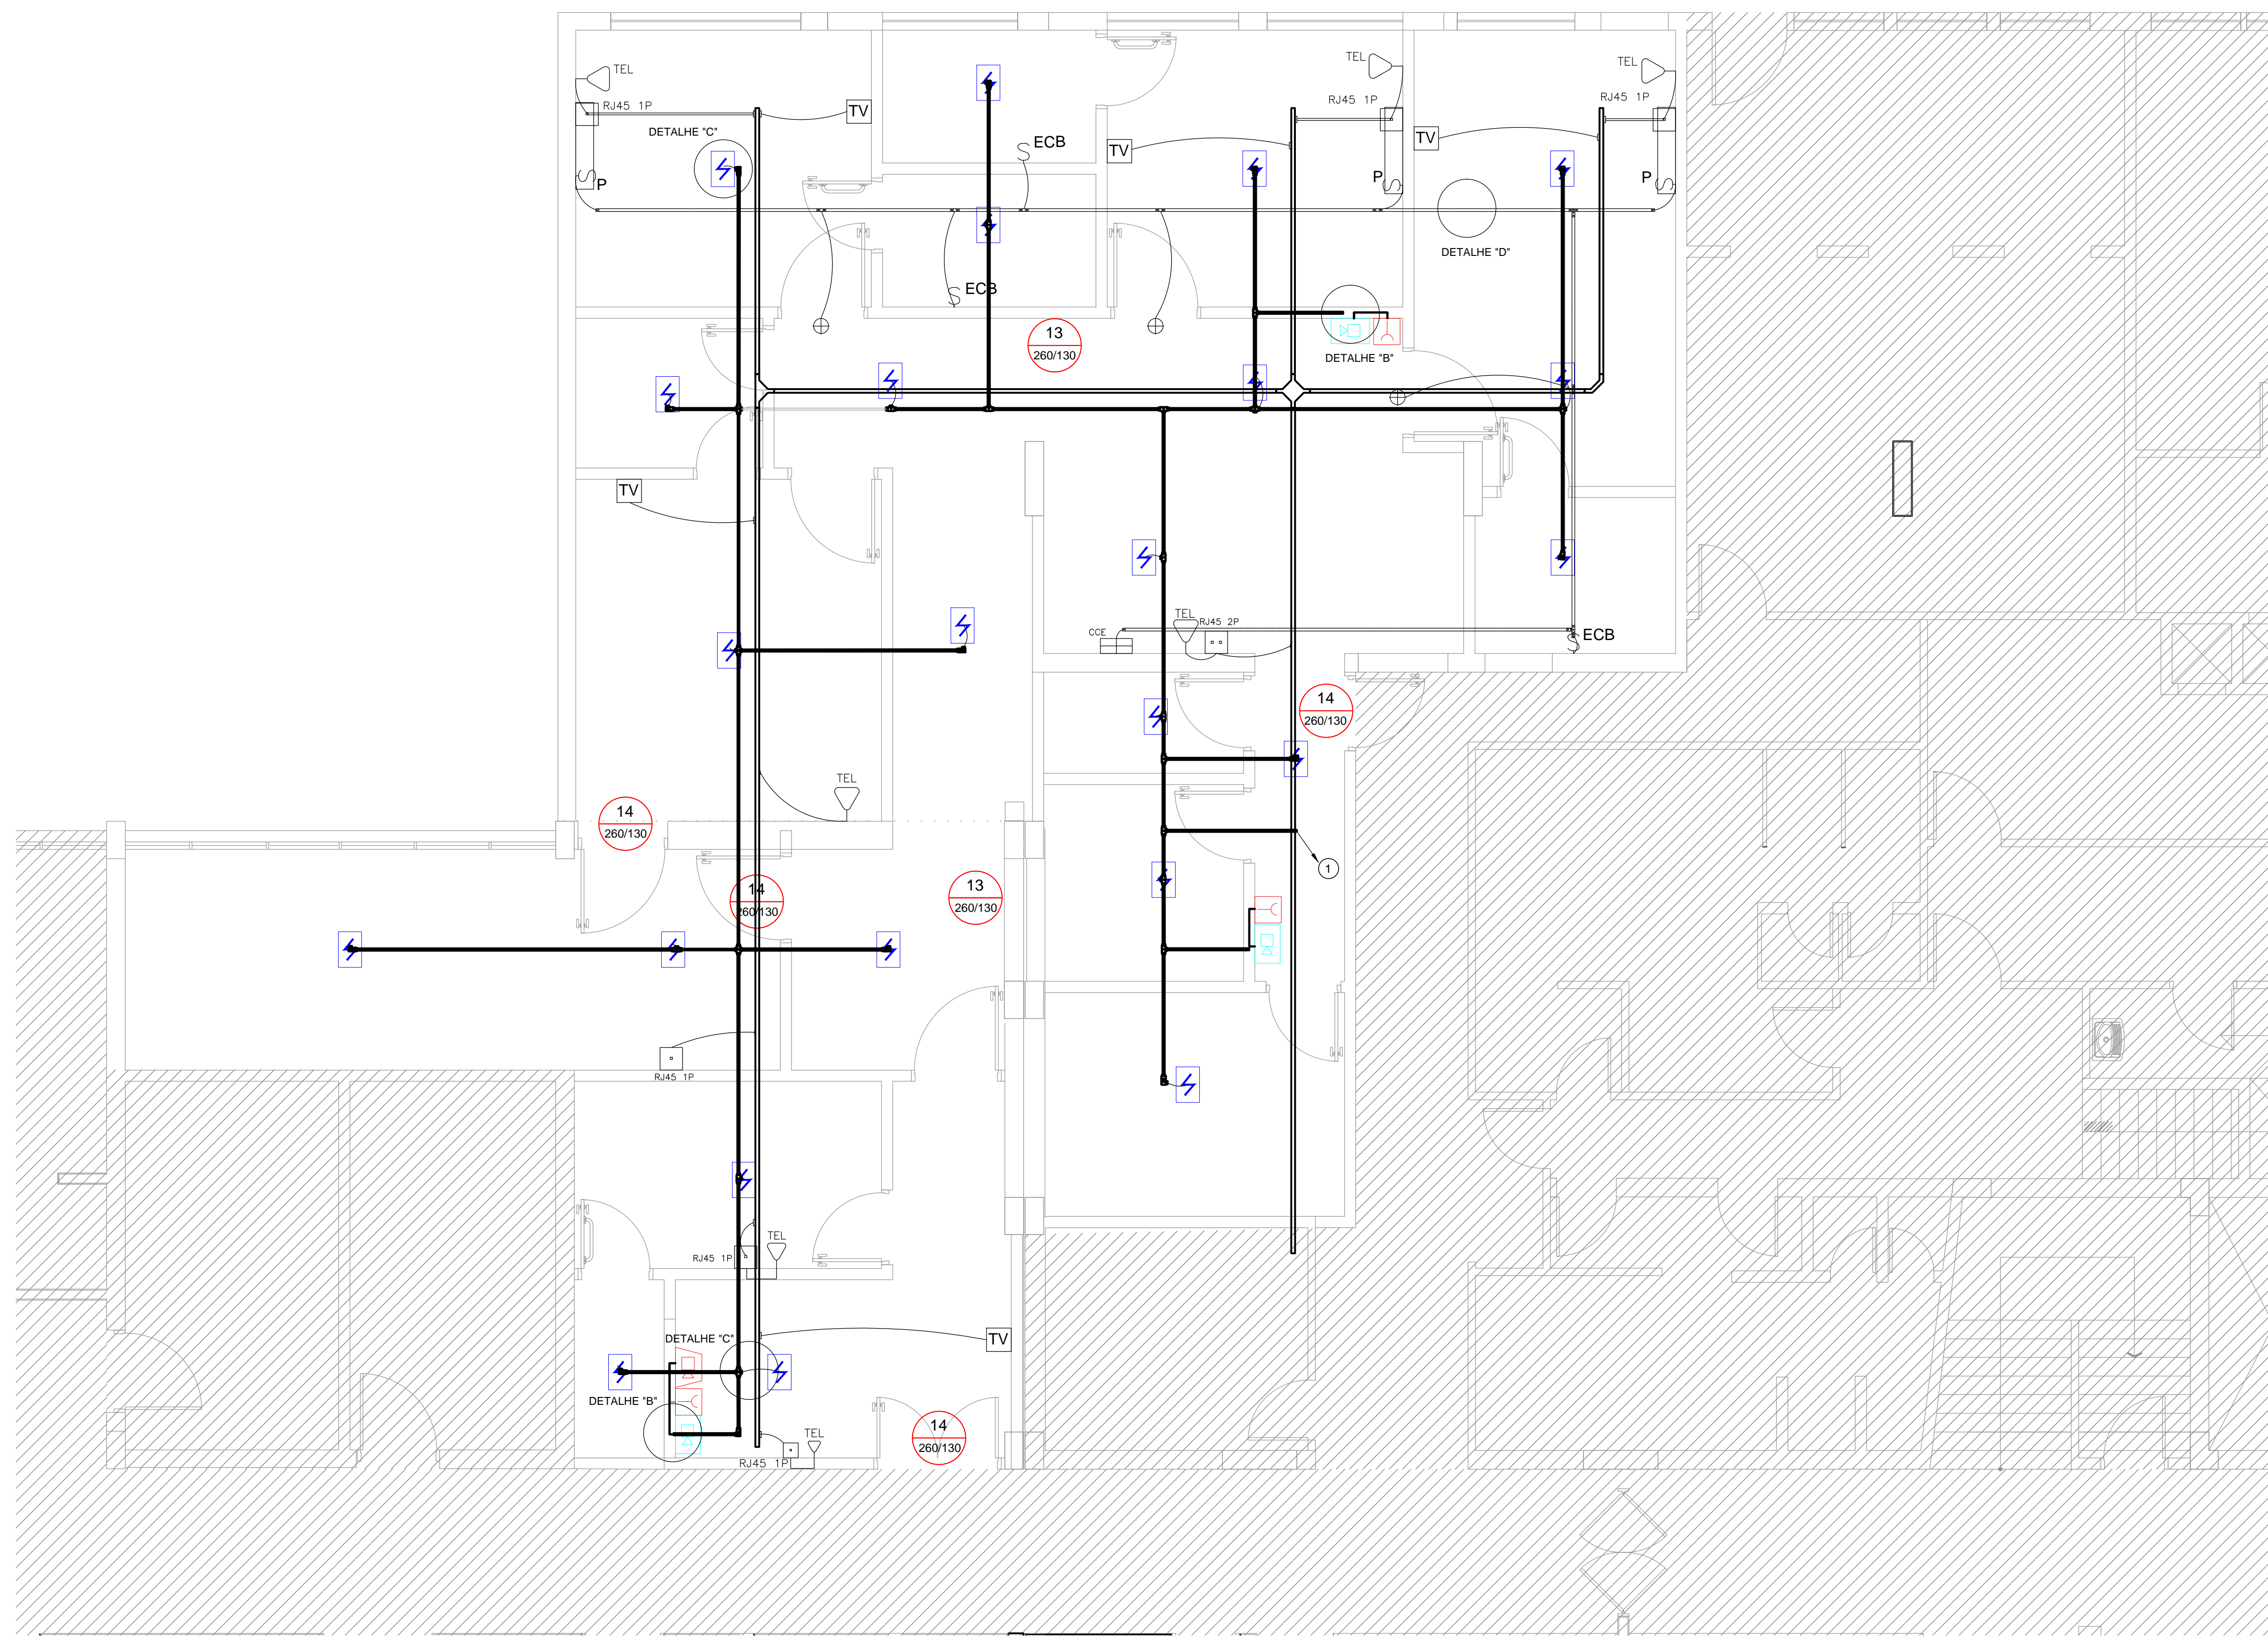 TEL
TEL
TEL
RJ45 1P
TV
RJ45 1P
RJ45 1P
DETALHE "C"
TV
TV
ECB
P
P
P
DETALHE "D"
ECB
13
260/130
DETALHE "B"
TV
TEL
RJ45 2P
CCE
ECB
14
260/130
TEL
14
260/130
1
14
260/130
13
260/130
RJ45 1P
TEL
RJ45 1P
DETALHE "C"
TV
DETALHE "B"
14
260/130
TEL
RJ45 1P